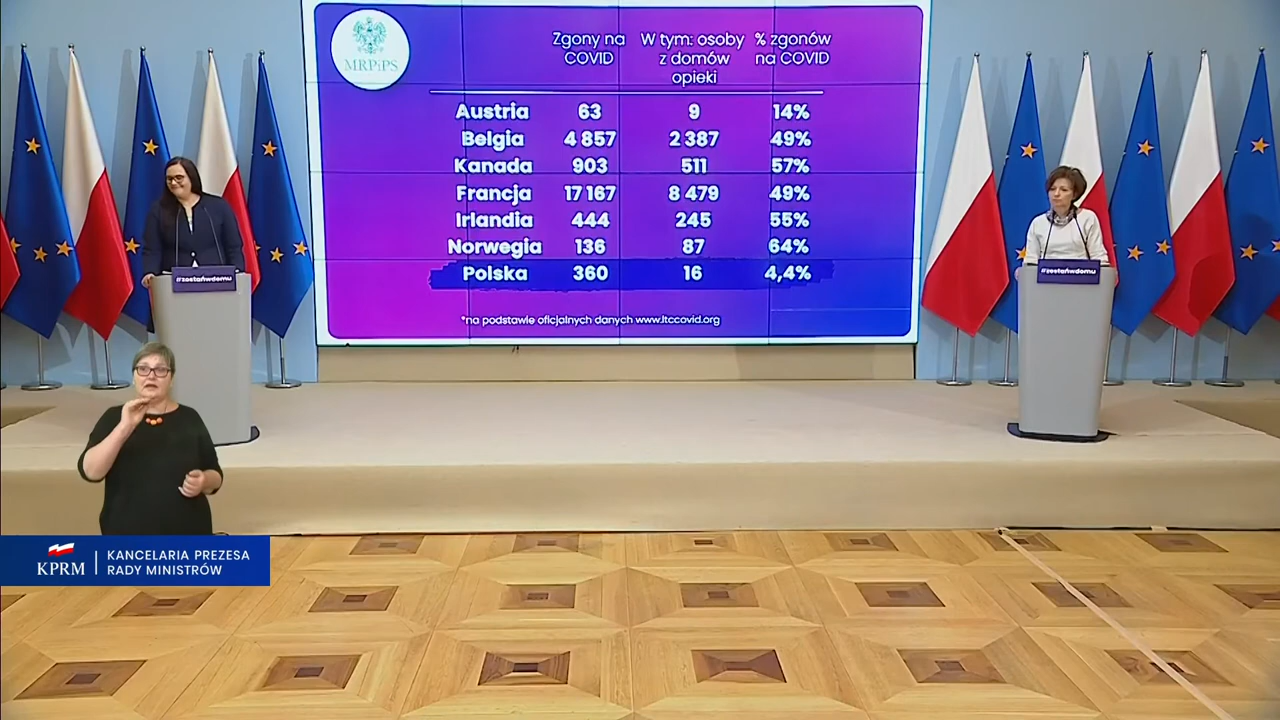 MRPiPS
Zgony na COVID
W tym: osoby z domów opieki
% zgonów na COVID
Austria 63 9 14%
Belgia 4 857 2 387 49%
Kanada 903 511 57%
Francja 17 167 8 479 49%
Irlandia 444 245 55%
Norwegia 136 87 64%
Polska 360 16 4,4%
*na podstawie oficjalnych danych www.ltccovid.org
#zostańwdomu
#zostańwdomu
KPRM
KANCELARIA PREZESA
RADY MINISTRÓW